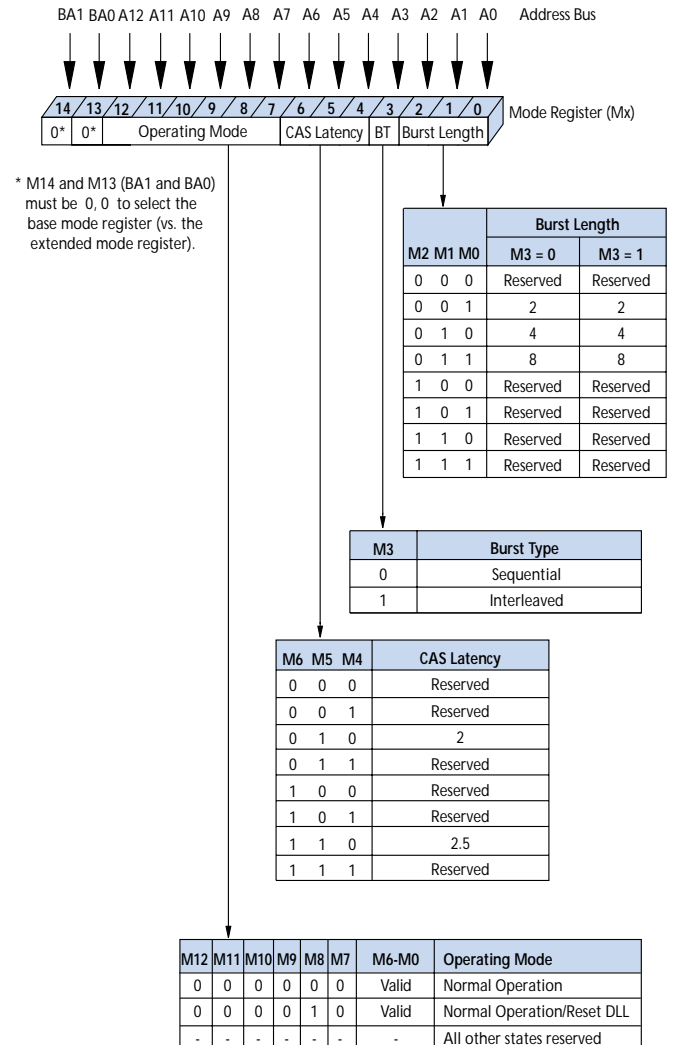 BA1 BA0 A12 A11 A10 A9 A8 A7 A6 A5 A4 A3 A2 A1 A0 Address Bus
14 13 12 11 10 9 8 7 6 5 4 3 2 1 0 Mode Register (Mx)
0* 0* Operating Mode CAS Latency BT Burst Length
* M14 and M13 (BA1 and BA0)
must be 0, 0 to select the
base mode register (vs. the
extended mode register).
Burst Length
M2 M1 M0 M3 = 0 M3 = 1
0 0 0 Reserved Reserved
0 0 1 2 2
0 1 0 4 4
0 1 1 8 8
1 0 0 Reserved Reserved
1 0 1 Reserved Reserved
1 1 0 Reserved Reserved
1 1 1 Reserved Reserved
M3 Burst Type
0 Sequential
1 Interleaved
M6 M5 M4 CAS Latency
0 0 0 Reserved
0 0 1 Reserved
0 1 0 2
0 1 1 Reserved
1 0 0 Reserved
1 0 1 Reserved
1 1 0 2.5
1 1 1 Reserved
M12 M11 M10 M9 M8 M7 M6-M0 Operating Mode
0 0 0 0 0 0 Valid Normal Operation
0 0 0 0 1 0 Valid Normal Operation/Reset DLL
- - - - - - - All other states reserved